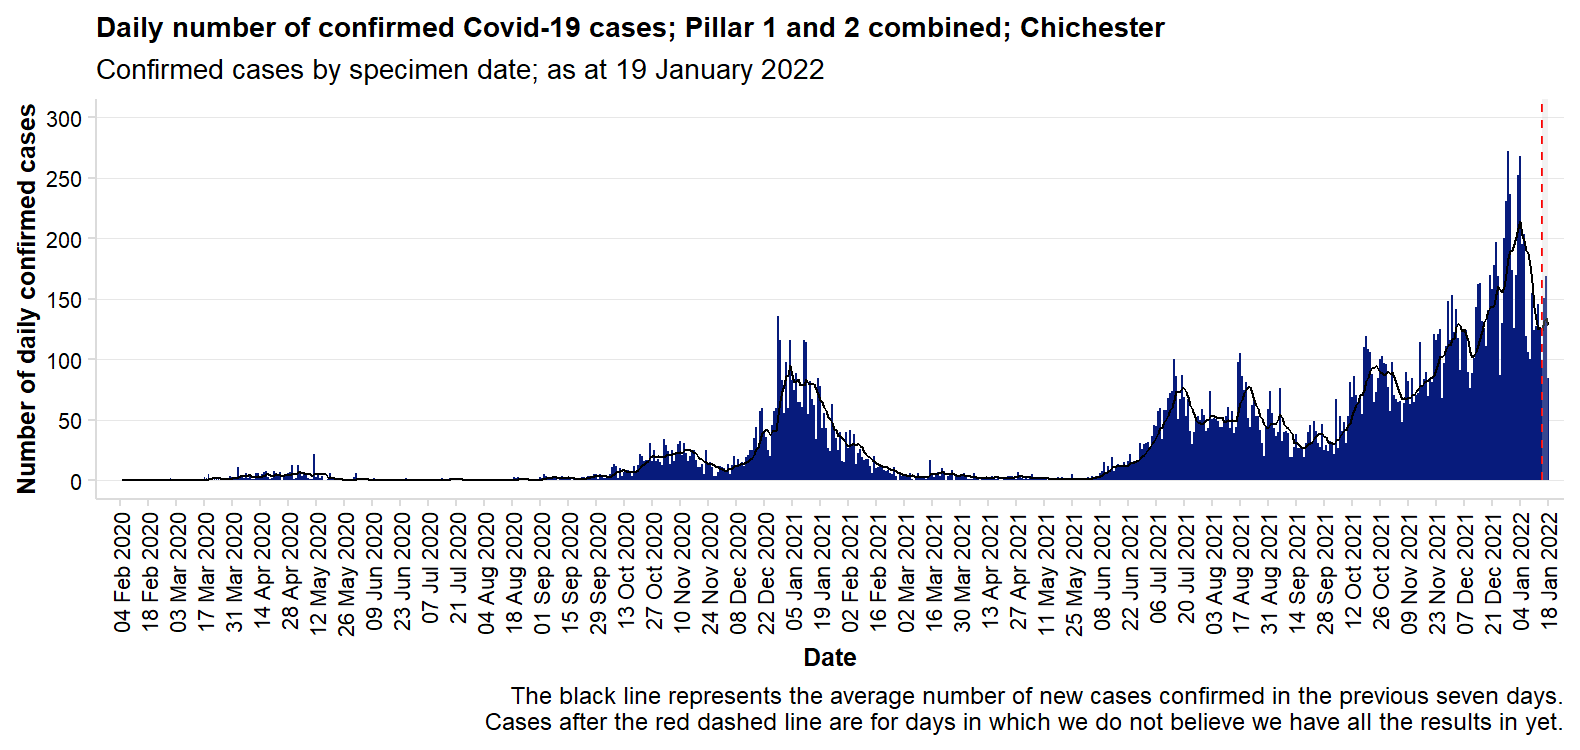 Daily number of confirmed Covid-19 cases; Pillar 1 and 2 combined; Chichester
Confirmed cases by specimen date; as at 19 January 2022
Number of daily confirmed cases
300
250
200
150
100
50
0
04 Feb 2020
18 Feb 2020
03 Mar 2020
17 Mar 2020
31 Mar 2020
14 Apr 2020
28 Apr 2020
12 May 2020
26 May 2020
09 Jun 2020
23 Jun 2020
07 Jul 2020
21 Jul 2020
04 Aug 2020
18 Aug 2020
01 Sep 2020
15 Sep 2020
29 Sep 2020
13 Oct 2020
27 Oct 2020
10 Nov 2020
24 Nov 2020
08 Dec 2020
22 Dec 2020
05 Jan 2021
19 Jan 2021
02 Feb 2021
16 Feb 2021
02 Mar 2021
16 Mar 2021
30 Mar 2021
13 Apr 2021
27 Apr 2021
11 May 2021
25 May 2021
08 Jun 2021
22 Jun 2021
06 Jul 2021
20 Jul 2021
03 Aug 2021
17 Aug 2021
31 Aug 2021
14 Sep 2021
28 Sep 2021
12 Oct 2021
26 Oct 2021
09 Nov 2021
23 Nov 2021
07 Dec 2021
21 Dec 2021
04 Jan 2022
18 Jan 2022
Date
The black line represents the average number of new cases confirmed in the previous seven days.
Cases after the red dashed line are for days in which we do not believe we have all the results in yet.